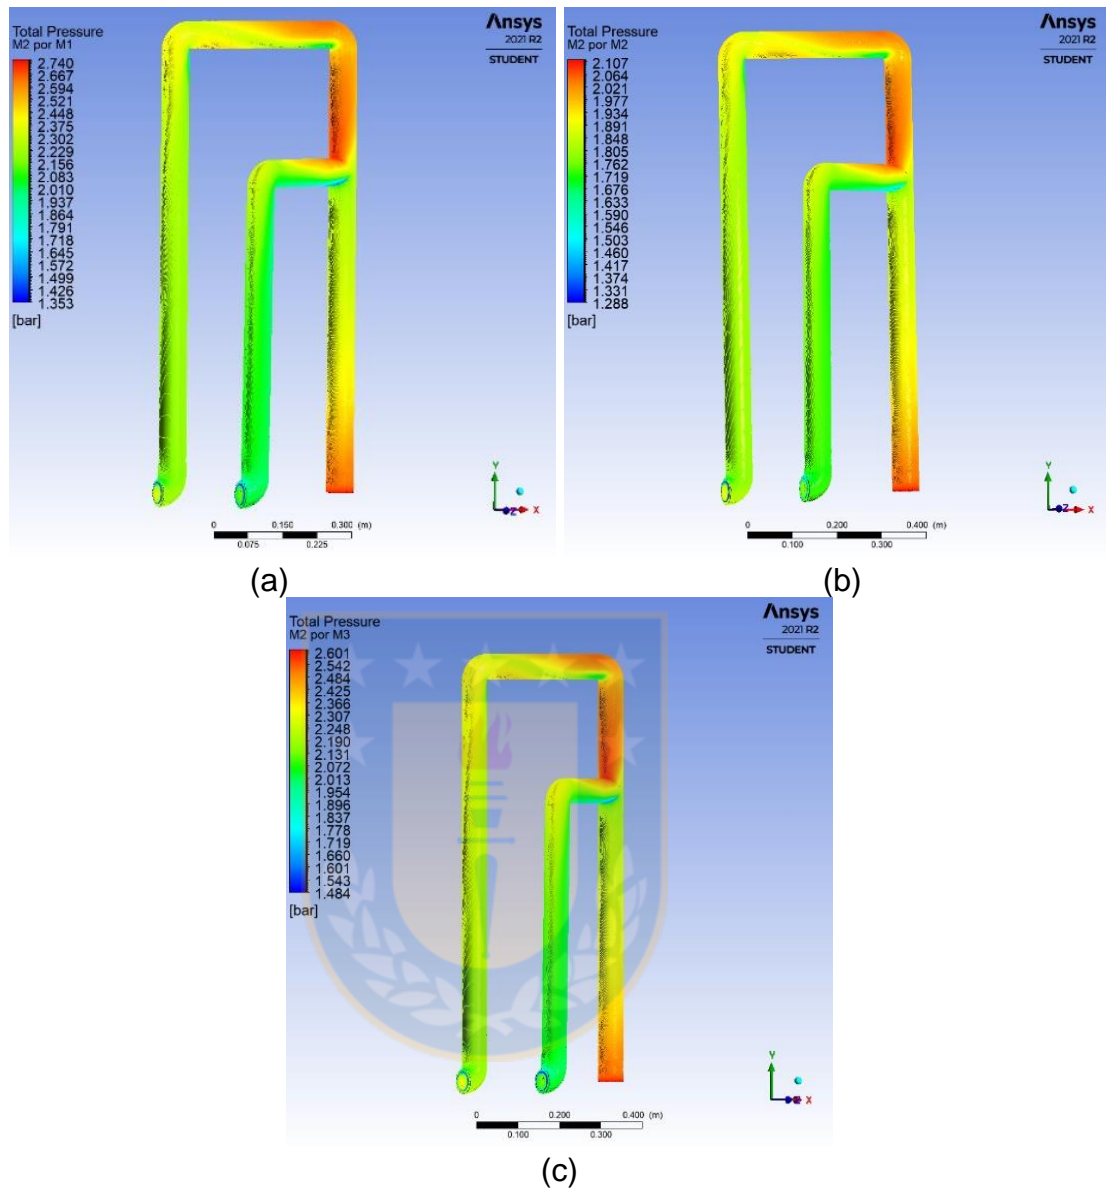 Total Pressure
M2 por M1
2.740
2.667
2.594
2.521
2.448
2.375
2.302
2.229
2.156
2.083
2.010
1.937
1.864
1.791
1.718
1.645
1.572
1.499
1.426
1.353
[bar]
Ansys
2021 R2
STUDENT
Y
Z X
0 0.150 0.300 (m)
0.075 0.225
(a)
Total Pressure
M2 por M2
2.107
2.064
2.021
1.977
1.934
1.891
1.848
1.805
1.762
1.719
1.676
1.633
1.590
1.546
1.503
1.460
1.417
1.374
1.331
1.288
[bar]
Ansys
2021 R2
STUDENT
Y
Z X
0 0.200 0.400 (m)
0.100 0.300
(b)
Total Pressure
M2 por M3
2.601
2.542
2.484
2.425
2.366
2.307
2.248
2.190
2.131
2.072
2.013
1.954
1.896
1.837
1.778
1.719
1.660
1.601
1.543
1.484
[bar]
Ansys
2021 R2
STUDENT
Y
X
0 0.200 0.400 (m)
0.100 0.300
(c)